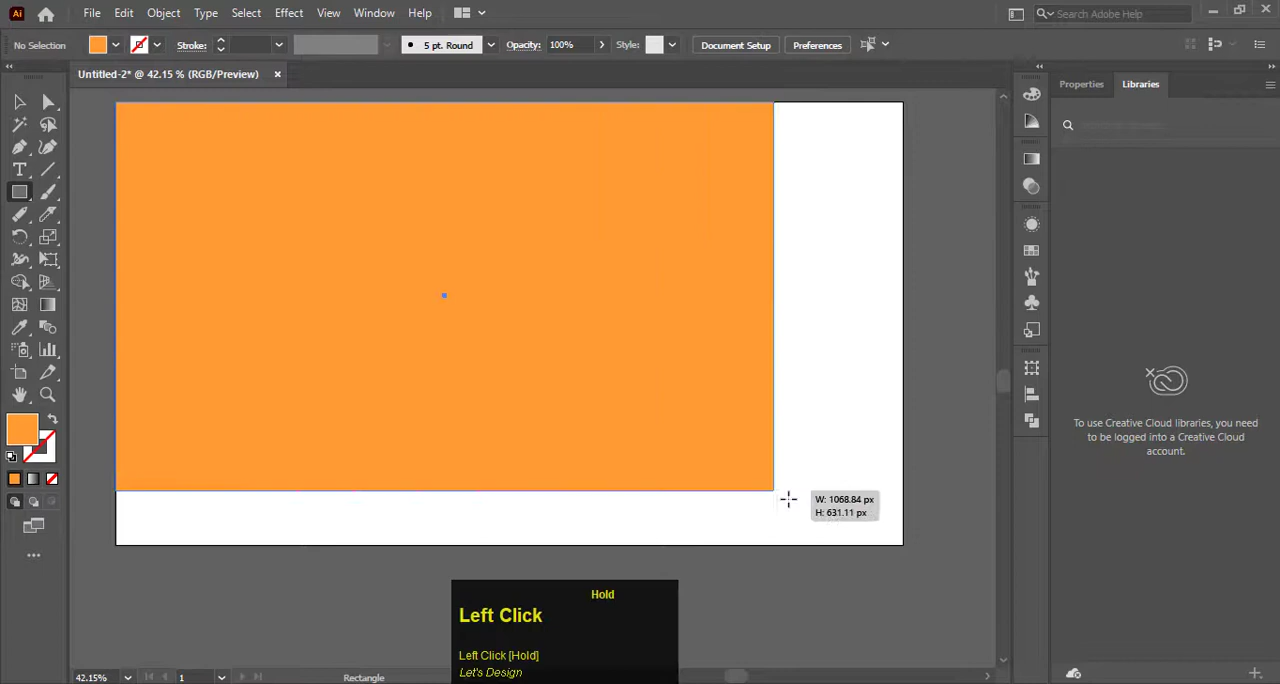 Ai File Edit Object Type Select Effect View Window Help Search Adobe Help
No Selection Stroke: 5 pt. Round Opacity: 100% Style: Document Setup Preferences
Untitled-2* @ 42.15 % (RGB/Preview)
Properties Libraries
To use Creative Cloud libraries, you need
to be logged into a Creative Cloud
account.
W: 1068.84 px
H: 631.11 px
Hold
Left Click
Left Click [Hold]
Let's Design
42.15% 1 Rectangle